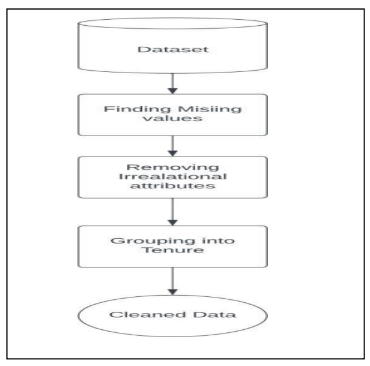 Dataset
Finding Misiing
values
Removing
Irrealational
attributes
Grouping into
Tenure
Cleaned Data